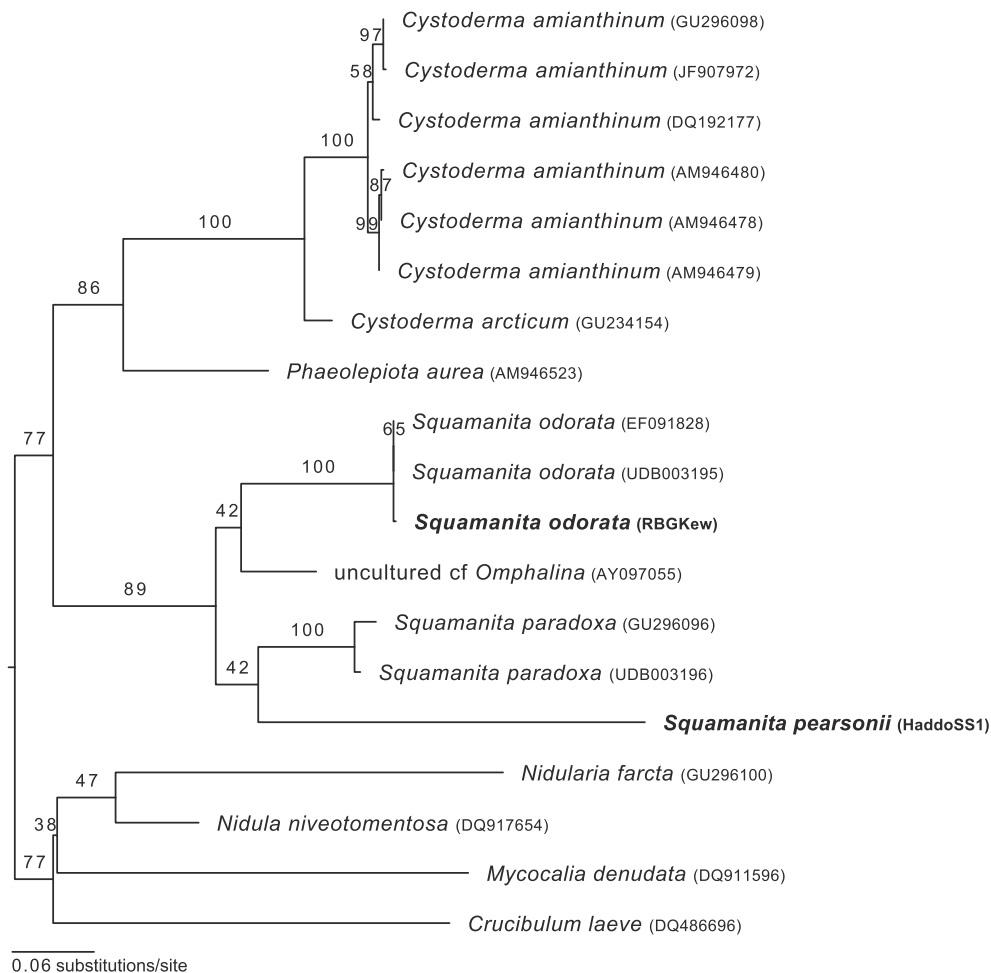 Cystoderma amianthinum (GU296098)
97
58
Cystoderma amianthinum (JF907972)
Cystoderma amianthinum (DQ192177)
100
Cystoderma amianthinum (AM946480)
87
99
Cystoderma amianthinum (AM946478)
100
Cystoderma amianthinum (AM946479)
86
Cystoderma arcticum (GU234154)
Phaeolepiota aurea (AM946523)
77
65
Squamanita odorata (EF091828)
100
Squamanita odorata (UDB003195)
42
Squamanita odorata (RBGKew)
uncultured cf Omphalina (AY097055)
89
100
Squamanita paradoxa (GU296096)
42
Squamanita paradoxa (UDB003196)
Squamanita pearsonii (HaddoSS1)
47
Nidularia farcta (GU296100)
38
Nidula niveotomentosa (DQ917654)
77
Mycocalia denudata (DQ911596)
Crucibulum laeve (DQ486696)
0.06 substitutions/site